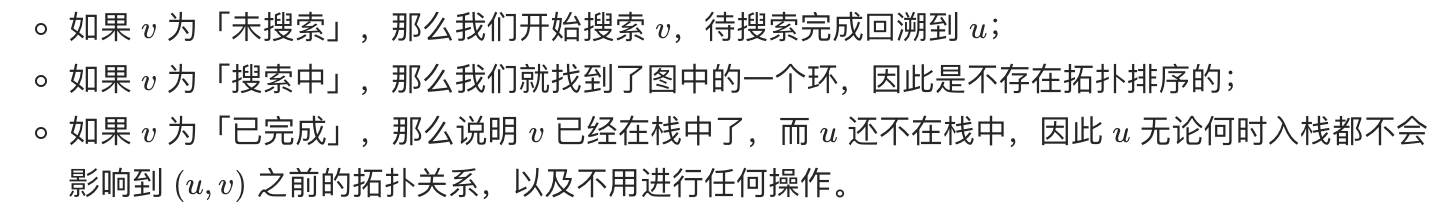 如果 v 为「未搜索」，那么我们开始搜索 v，待搜索完成回溯到 u；
如果 v 为「搜索中」，那么我们就找到了图中的一个环，因此是不存在拓扑排序的；
如果 v 为「已完成」，那么说明 v 已经在栈中了，而 u 还不在栈中，因此 u 无论何时入栈都不会
影响到 (u, v) 之前的拓扑关系，以及不用进行任何操作。